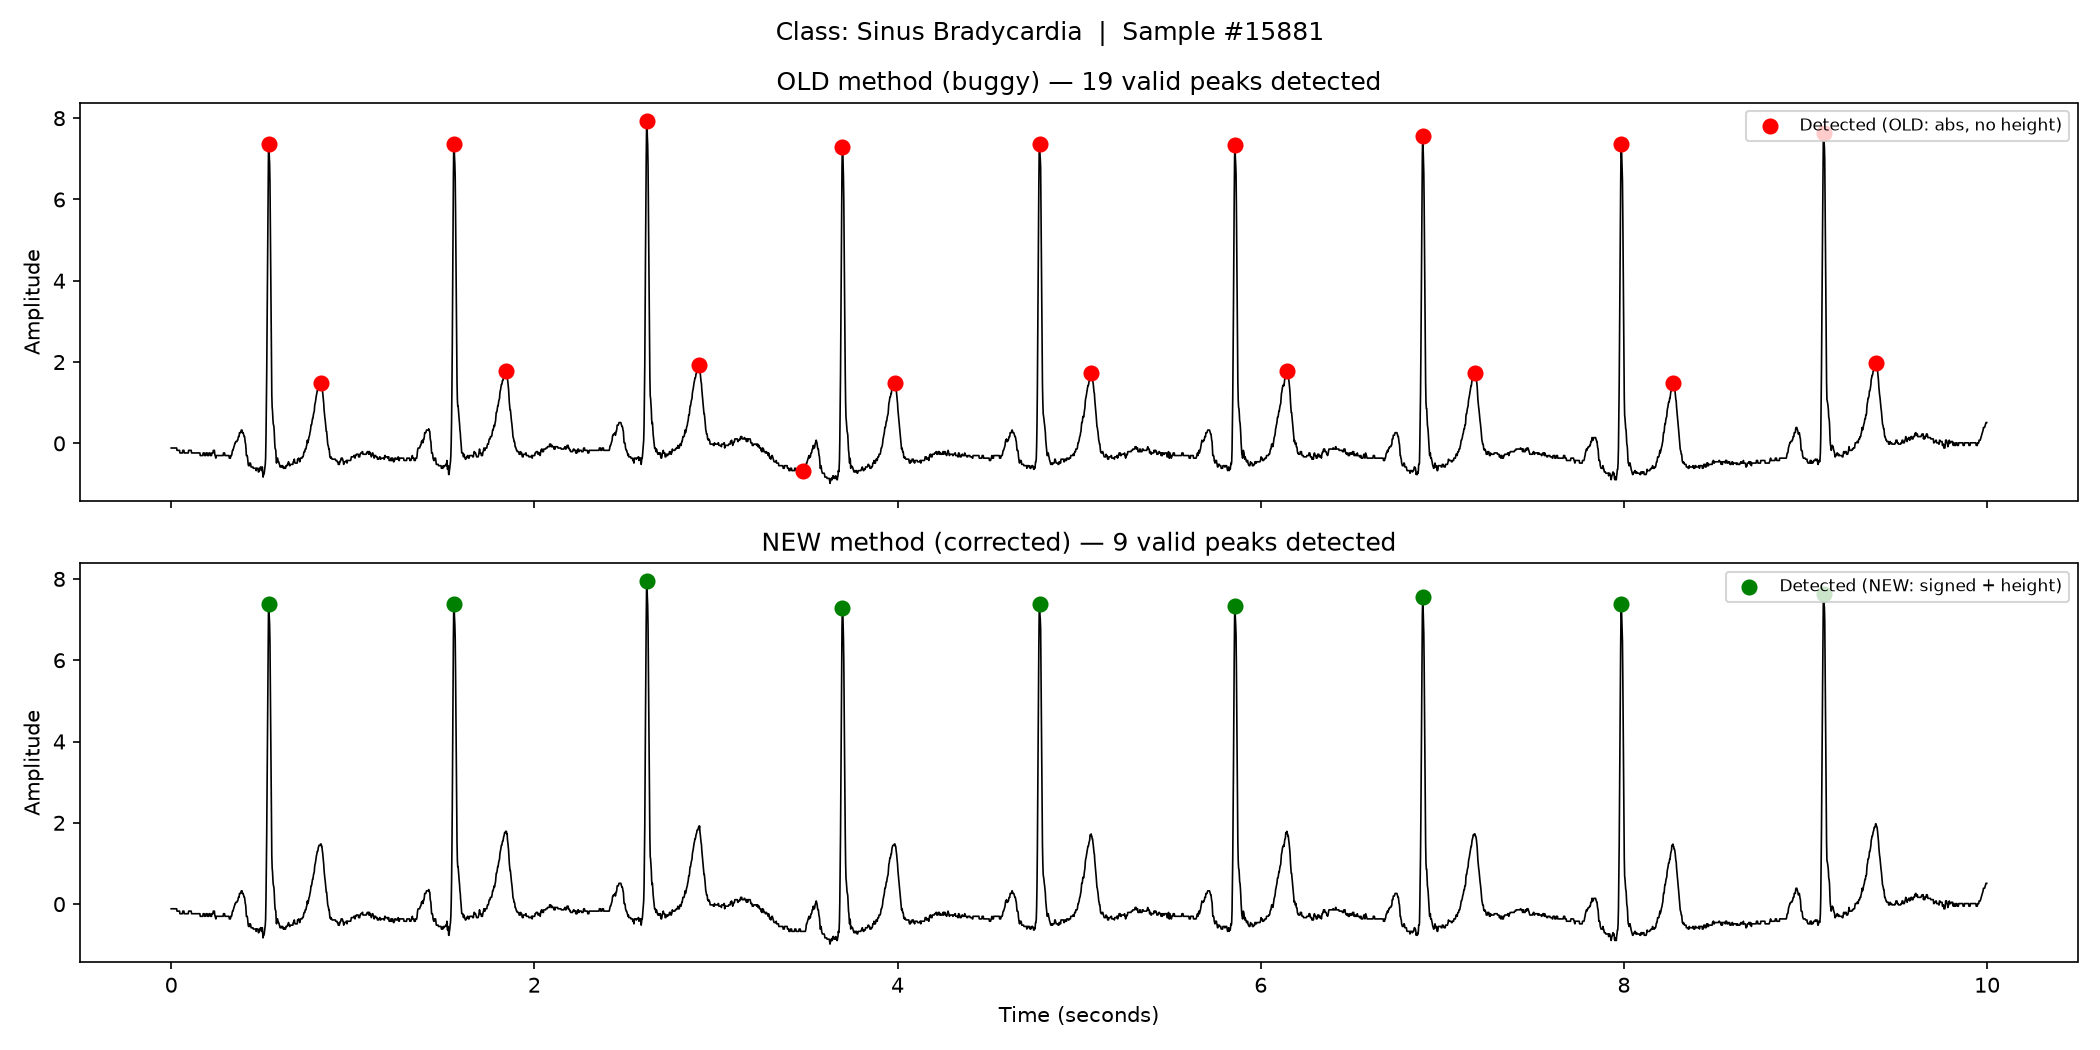 Class: Sinus Bradycardia  |  Sample #15881
OLD method (buggy) — 19 valid peaks detected
Detected (OLD: abs, no height)
Amplitude
8
6
4
2
0
NEW method (corrected) — 9 valid peaks detected
Detected (NEW: signed + height)
Amplitude
8
6
4
2
0
0 2 4 6 8 10
Time (seconds)